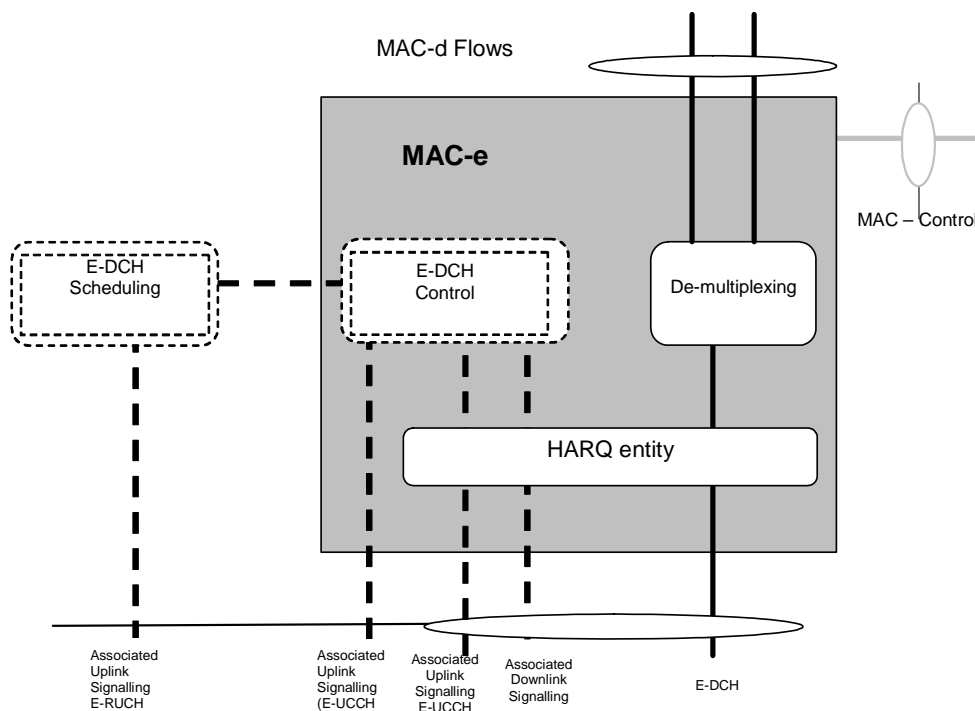 MAC-d Flows
MAC-e
MAC – Control
E-DCH
Scheduling
E-DCH
Control
De-multiplexing
HARQ entity
Associated
Uplink
Signalling
E-RUCH
Associated
Uplink
Signalling
(E-UCCH
Associated
Uplink
Signalling
E-UCCH
Associated
Downlink
Signalling
E-DCH